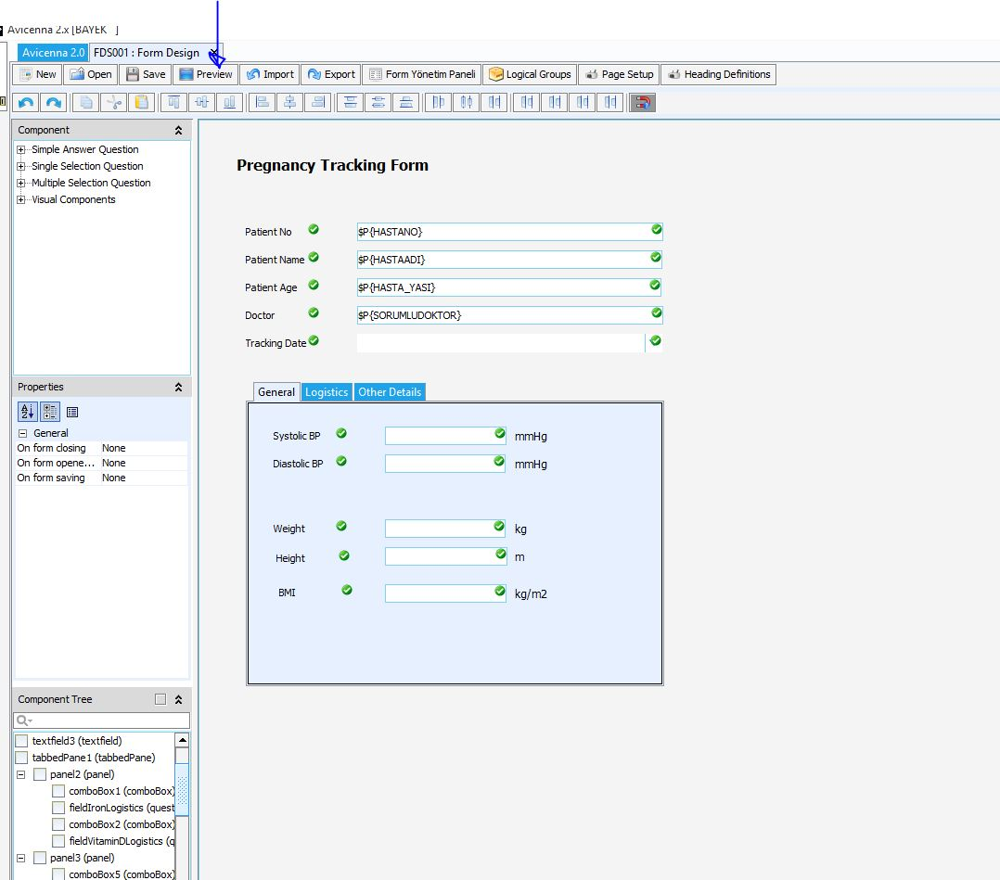 Avicenna 2.x [BAYEK ]
Avicenna 2.0 FDS001 : Form Design
New Open Save Preview Import Export Form Yönetim Paneli Logical Groups Page Setup Heading Definitions
Component
Simple Answer Question
Single Selection Question
Multiple Selection Question
Visual Components
Properties
General
On form closing None
On form opene... None
On form saving None
Component Tree
textfield3 (textfield)
tabbedPane1 (tabbedPane)
panel2 (panel)
comboBox1 (comboBox)
fieldIronLogistics (quest
comboBox2 (comboBox)
fieldVitaminDLogistics (q
panel3 (panel)
comboBox5 (comboBox)
Pregnancy Tracking Form
Patient No $P{HASTANO}
Patient Name $P{HASTAADI}
Patient Age $P{HASTA_YASI}
Doctor $P{SORUMLUDOKTOR}
Tracking Date
General Logistics Other Details
Systolic BP mmHg
Diastolic BP mmHg
Weight kg
Height m
BMI kg/m2